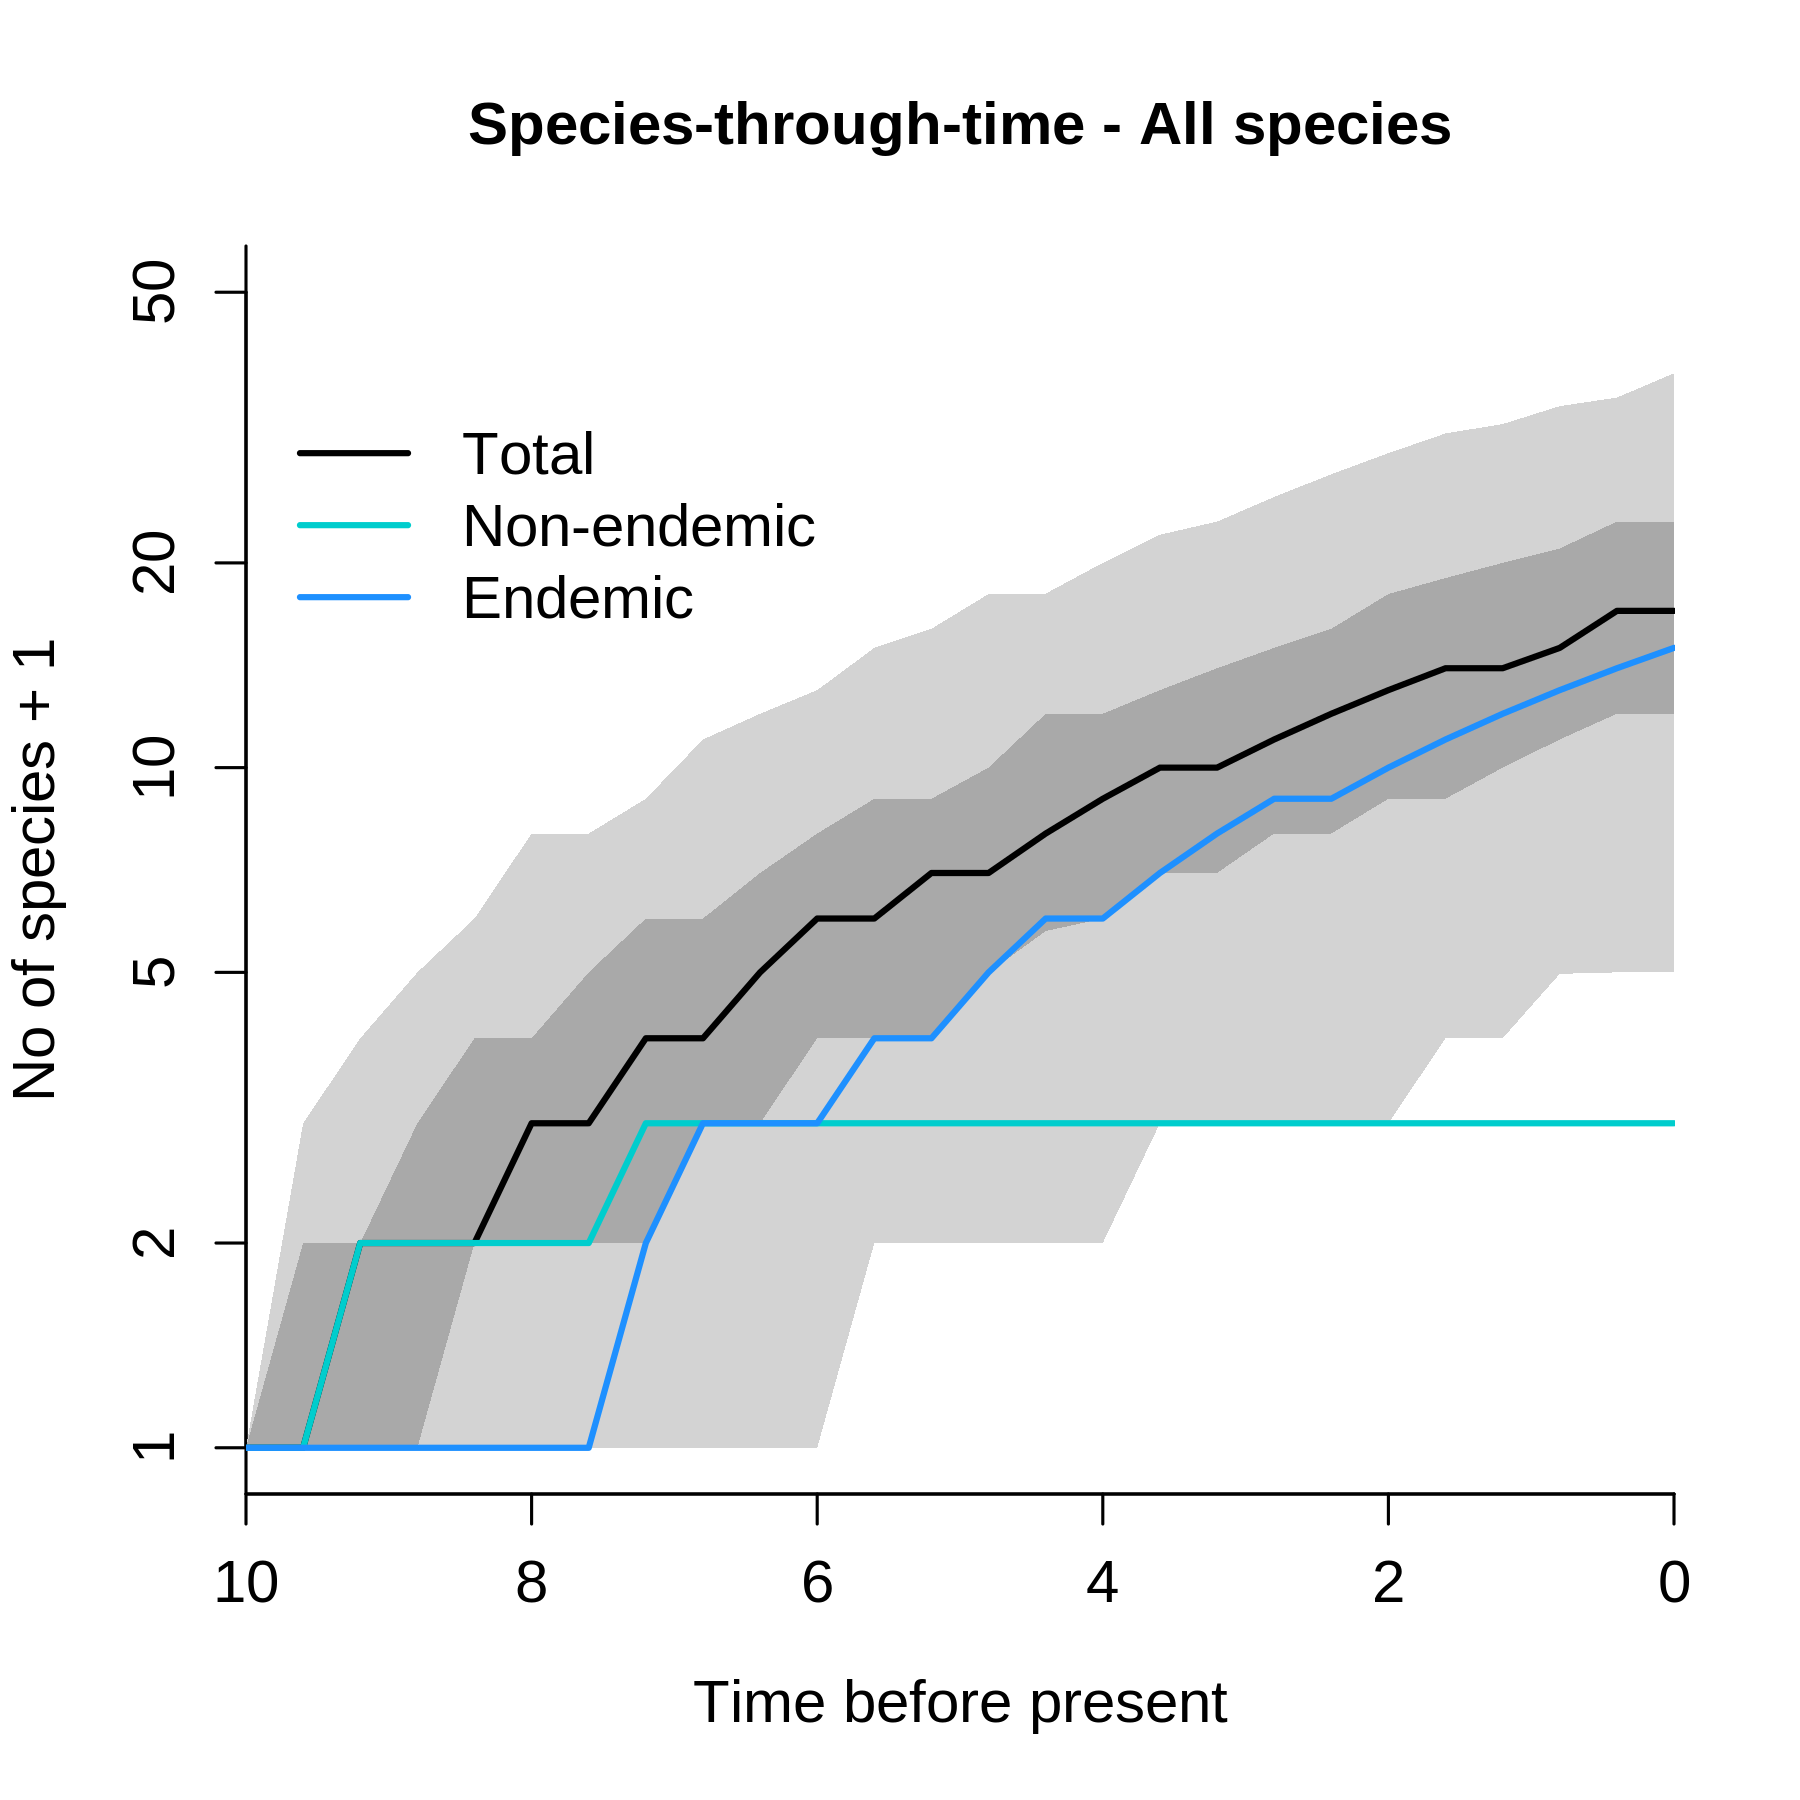 Species-through-time - All species
50
20
10
5
2
1
No of species + 1
Total
Non-endemic
Endemic
10 8 6 4 2 0
Time before present